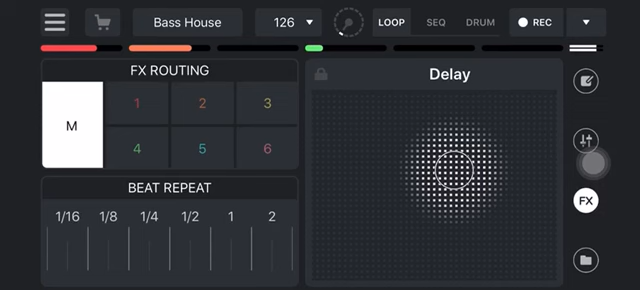 Bass House 126 LOOP SEQ DRUM REC
FX ROUTING
M
1 2 3
4 5 6
BEAT REPEAT
1/16 1/8 1/4 1/2 1 2
Delay
FX